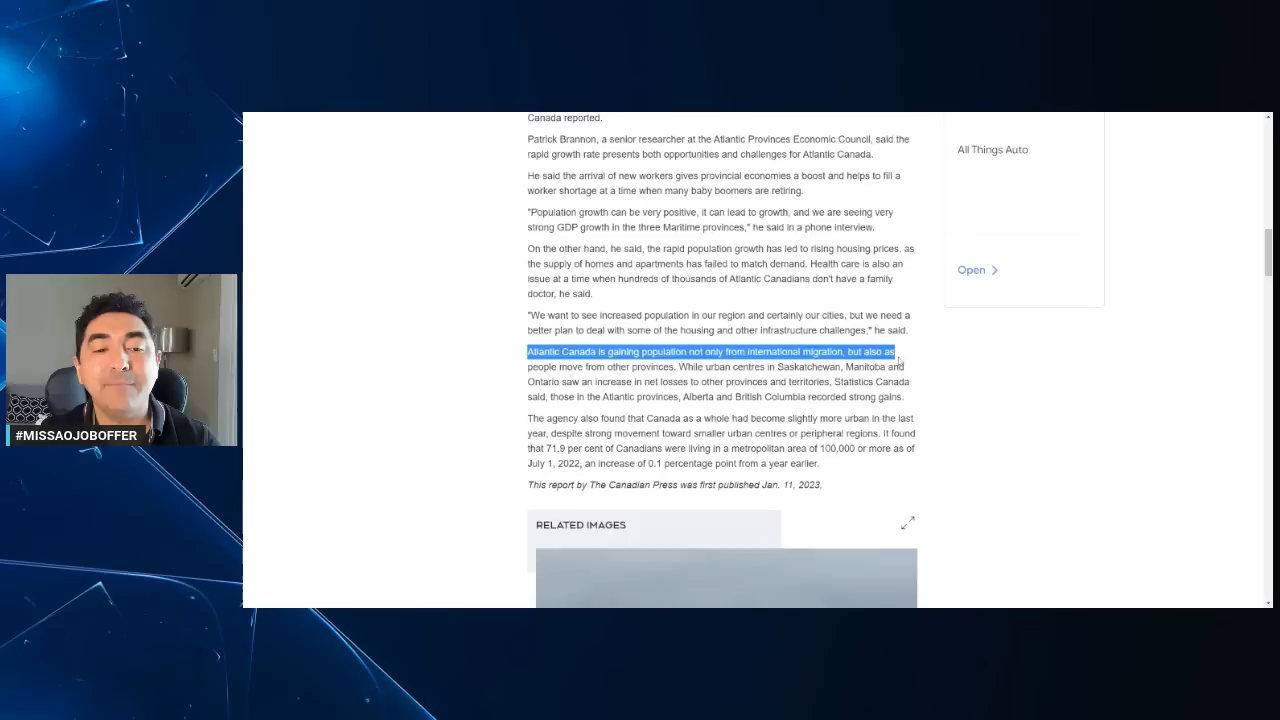 Canada reported.
Patrick Brannon, a senior researcher at the Atlantic Provinces Economic Council, said the
rapid growth rate presents both opportunities and challenges for Atlantic Canada.
He said the arrival of new workers gives provincial economies a boost and helps to fill a
worker shortage at a time when many baby boomers are retiring.
"Population growth can be very positive, it can lead to growth, and we are seeing very
strong GDP growth in the three Maritime provinces," he said in a phone interview.
On the other hand, he said, the rapid population growth has led to rising housing prices, as
the supply of homes and apartments has failed to match demand. Health care is also an
issue at a time when hundreds of thousands of Atlantic Canadians don't have a family
doctor, he said.
"We want to see increased population in our region and certainly our cities, but we need a
better plan to deal with some of the housing and other infrastructure challenges," he said.
Atlantic Canada is gaining population not only from international migration, but also as
people move from other provinces. While urban centres in Saskatchewan, Manitoba and
Ontario saw an increase in net losses to other provinces and territories, Statistics Canada
said, those in the Atlantic provinces, Alberta and British Columbia recorded strong gains.
The agency also found that Canada as a whole had become slightly more urban in the last
year, despite strong movement toward smaller urban centres or peripheral regions. It found
that 71.9 per cent of Canadians were living in a metropolitan area of 100,000 or more as of
July 1, 2022, an increase of 0.1 percentage point from a year earlier.
This report by The Canadian Press was first published Jan. 11, 2023.
RELATED IMAGES
All Things Auto
Open
#MISSAOJOBOFFER